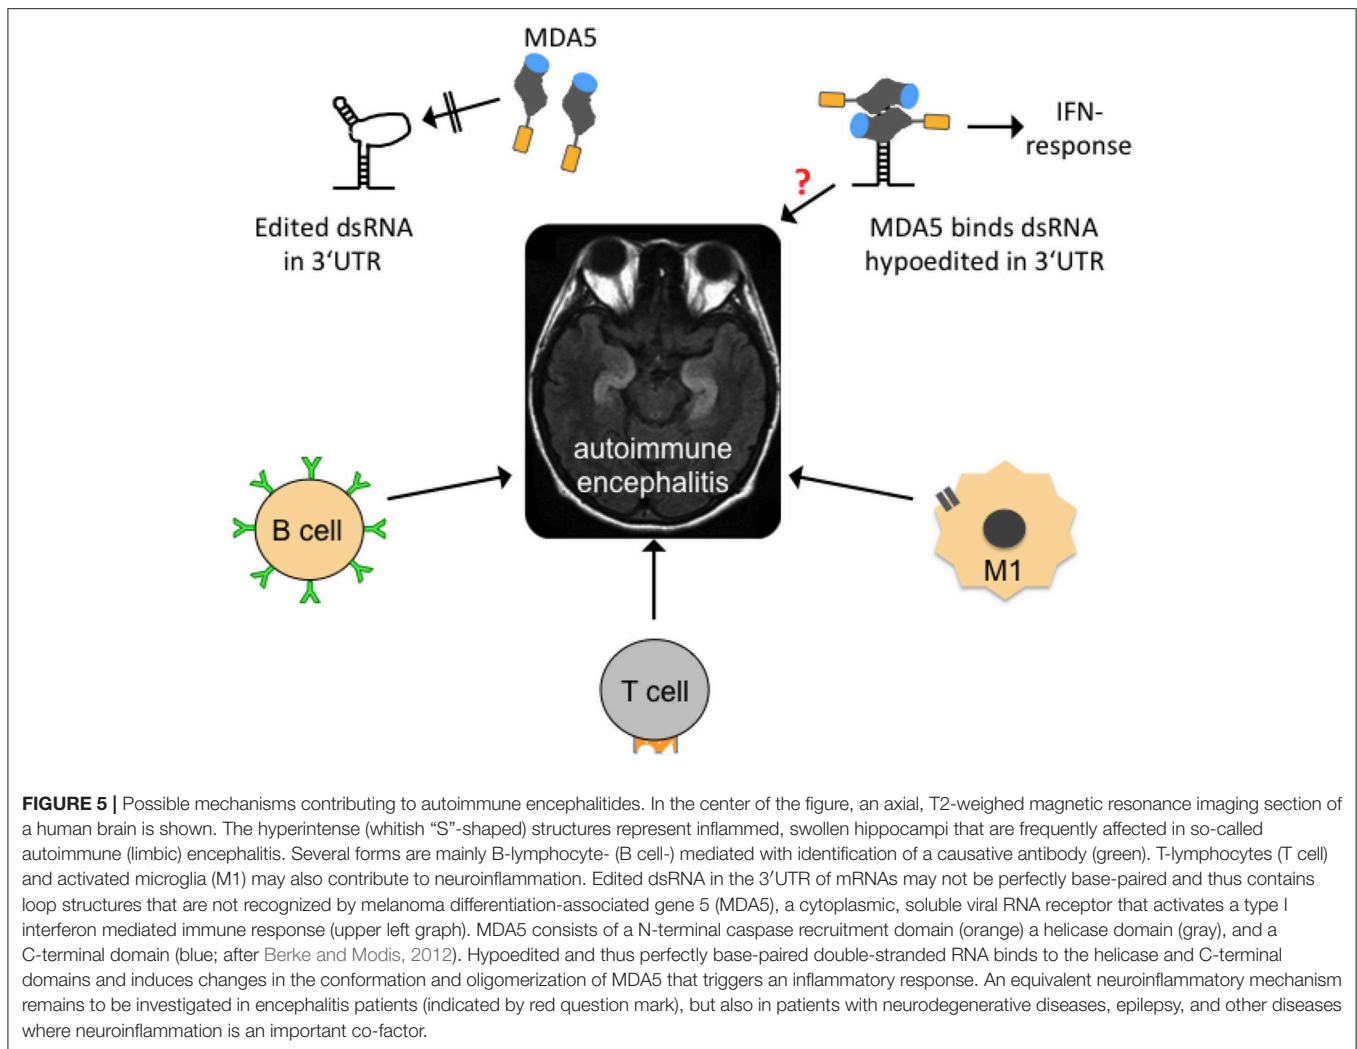 MDA5
IFN-
response
?
Edited dsRNA
in 3‘UTR
MDA5 binds dsRNA
hypoedited in 3‘UTR
autoimmune
encephalitis
B cell
M1
T cell
FIGURE 5 | Possible mechanisms contributing to autoimmune encephalitides. In the center of the figure, an axial, T2-weighed magnetic resonance imaging section of
a human brain is shown. The hyperintense (whitish “S”-shaped) structures represent inflammed, swollen hippocampi that are frequently affected in so-called
autoimmune (limbic) encephalitis. Several forms are mainly B-lymphocyte- (B cell-) mediated with identification of a causative antibody (green). T-lymphocytes (T cell)
and activated microglia (M1) may also contribute to neuroinflammation. Edited dsRNA in the 3′UTR of mRNAs may not be perfectly base-paired and thus contains
loop structures that are not recognized by melanoma differentiation-associated gene 5 (MDA5), a cytoplasmic, soluble viral RNA receptor that activates a type I
interferon mediated immune response (upper left graph). MDA5 consists of a N-terminal caspase recruitment domain (orange) a helicase domain (gray), and a
C-terminal domain (blue; after Berke and Modis, 2012). Hypoedited and thus perfectly base-paired double-stranded RNA binds to the helicase and C-terminal
domains and induces changes in the conformation and oligomerization of MDA5 that triggers an inflammatory response. An equivalent neuroinflammatory mechanism
remains to be investigated in encephalitis patients (indicated by red question mark), but also in patients with neurodegenerative diseases, epilepsy, and other diseases
where neuroinflammation is an important co-factor.